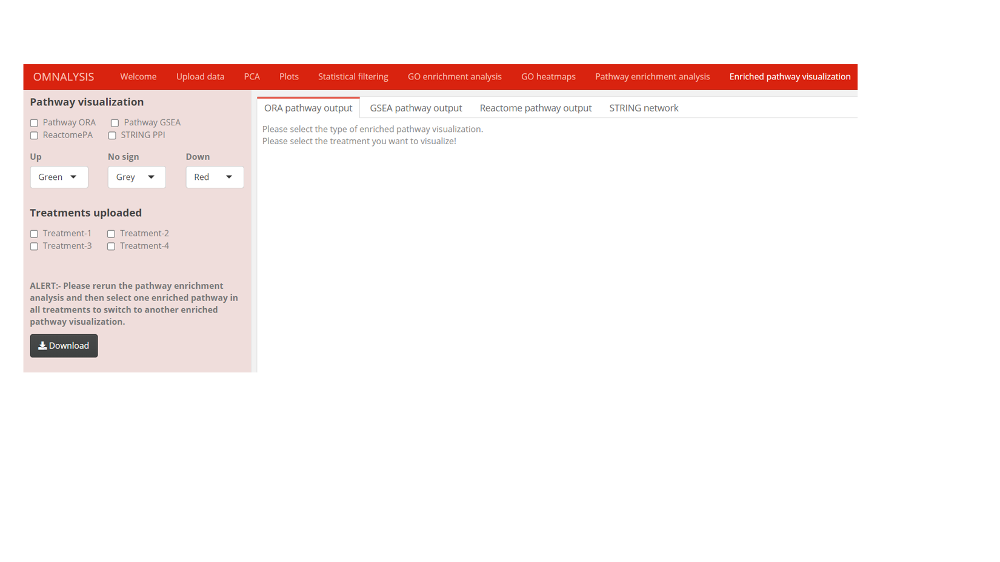 OMNALYSIS Welcome Upload data PCA Plots Statistical filtering GO enrichment analysis GO heatmaps Pathway enrichment analysis Enriched pathway visualization
Pathway visualization
Pathway ORA Pathway GSEA
ReactomePA STRING PPI
Up No sign Down
Green Grey Red
Treatments uploaded
Treatment-1 Treatment-2
Treatment-3 Treatment-4
ALERT:- Please rerun the pathway enrichment
analysis and then select one enriched pathway in
all treatments to switch to another enriched
pathway visualization.
Download
ORA pathway output GSEA pathway output Reactome pathway output STRING network
Please select the type of enriched pathway visualization.
Please select the treatment you want to visualize!